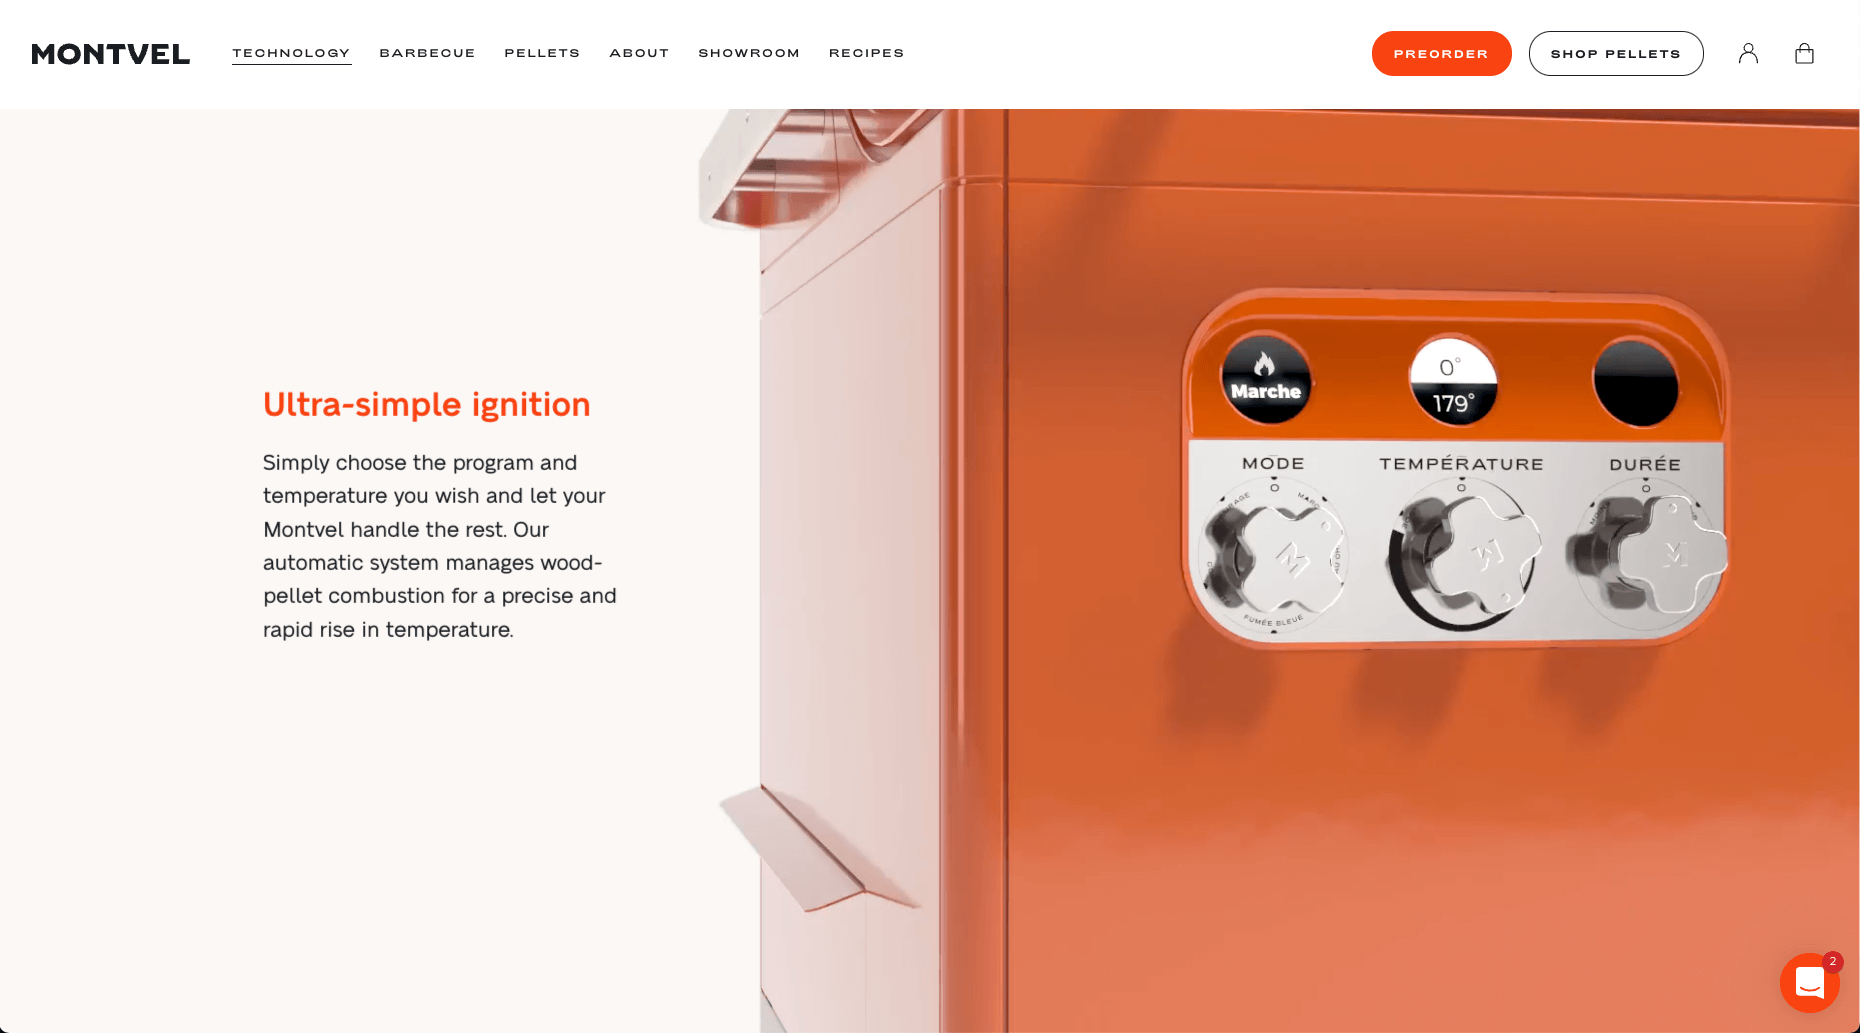 MONTVEL
TECHNOLOGY BARBECUE PELLETS ABOUT SHOWROOM RECIPES
PREORDER SHOP PELLETS
Ultra-simple ignition
Simply choose the program and
temperature you wish and let your
Montvel handle the rest. Our
automatic system manages wood-
pellet combustion for a precise and
rapid rise in temperature.
Marche
0°
179°
MODE TEMPÉRATURE DURÉE
O O O
FUMÉE BLEUE
2